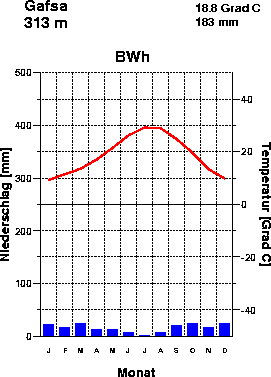 Gafsa
18.8 Grad C
313 m
183 mm
BWh
500
400
300
200
100
0
40
20
0
-20
-40
Niederschlag [mm]
Temperatur [Grad C]
J F M A M J J A S O N D
Monat